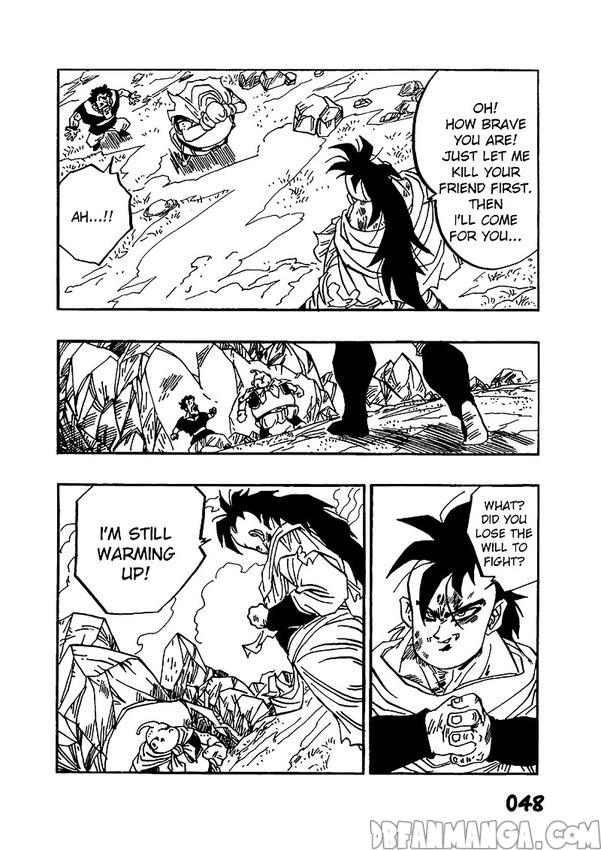 OH!
HOW BRAVE
YOU ARE!
JUST LET ME
KILL YOUR
FRIEND FIRST.
THEN
I'LL COME
FOR YOU...
AH...!!
WHAT?
DID YOU
LOSE THE
WILL TO
FIGHT?
I'M STILL
WARMING
UP!
048
DBFANMANGA.COM